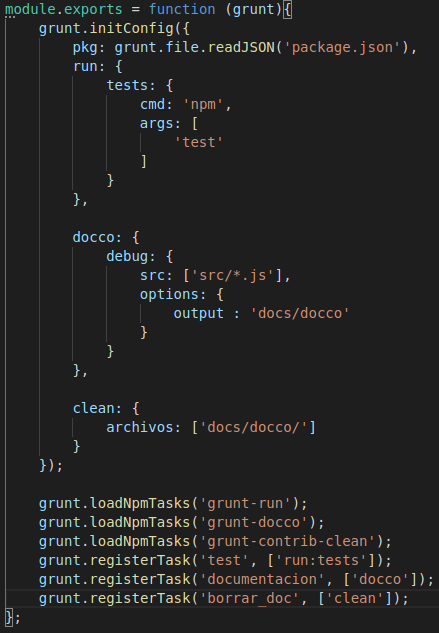 module.exports = function (grunt){
    grunt.initConfig({
        pkg: grunt.file.readJSON('package.json'),
        run: {
            tests: {
                cmd: 'npm',
                args: [
                    'test'
                ]
            }
        },

        docco: {
            debug: {
                src: ['src/*.js'],
                options: {
                    output : 'docs/docco'
                }
            }
        },

        clean: {
            archivos: ['docs/docco/']
        }
    });

    grunt.loadNpmTasks('grunt-run');
    grunt.loadNpmTasks('grunt-docco');
    grunt.loadNpmTasks('grunt-contrib-clean');
    grunt.registerTask('test', ['run:tests']);
    grunt.registerTask('documentacion', ['docco']);
    grunt.registerTask('borrar_doc', ['clean']);
};